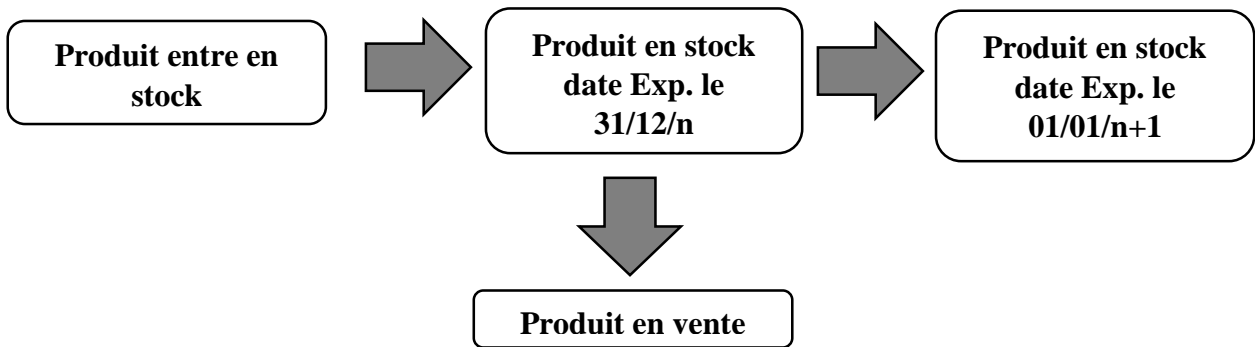 Produit entre en
stock
Produit en stock
date Exp. le
31/12/n
Produit en stock
date Exp. le
01/01/n+1
Produit en vente